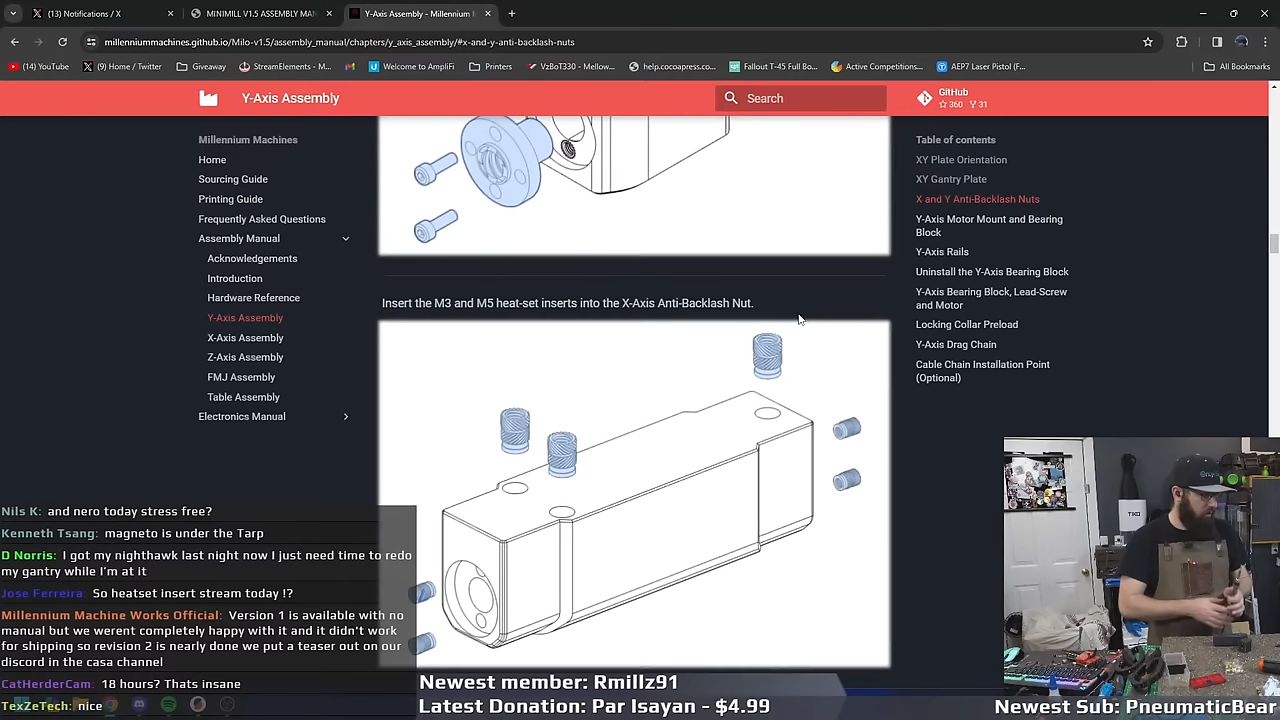 (13) Notifications / X
MINIMILL V1.5 ASSEMBLY MAN
Y-Axis Assembly - Millennium M
millenniummachines.github.io/Milo-v1.5/assembly_manual/chapters/y_axis_assembly/#x-and-y-anti-backlash-nuts
(14) YouTube
(9) Home / Twitter
Giveaway
StreamElements - M...
Welcome to AmpliFi
Printers
VzBoT330 - Mellow...
help.cocoapress.com...
Fallout T-45 Full Bo...
Active Competitions...
AEP7 Laser Pistol (F...
All Bookmarks
Y-Axis Assembly
Search
GitHub
360 31
Millennium Machines
Home
Sourcing Guide
Printing Guide
Frequently Asked Questions
Assembly Manual
Acknowledgements
Introduction
Hardware Reference
Y-Axis Assembly
X-Axis Assembly
Z-Axis Assembly
FMJ Assembly
Table Assembly
Electronics Manual
Insert the M3 and M5 heat-set inserts into the X-Axis Anti-Backlash Nut.
Table of contents
XY Plate Orientation
XY Gantry Plate
X and Y Anti-Backlash Nuts
Y-Axis Motor Mount and Bearing
Block
Y-Axis Rails
Uninstall the Y-Axis Bearing Block
Y-Axis Bearing Block, Lead-Screw
and Motor
Locking Collar Preload
Y-Axis Drag Chain
Cable Chain Installation Point
(Optional)
Nils K: and nero today stress free?
Kenneth Tsang: magneto is under the Tarp
D Norris: I got my nighthawk last night now I just need time to redo
my gantry while I'm at it
Jose Ferreira: So heatset insert stream today !?
Millennium Machine Works Official: Version 1 is available with no
manual but we werent completely happy with it and it didn't work
for shipping so revision 2 is nearly done we put a teaser out on our
discord in the casa channel
CatHerderCam: 18 hours? Thats insane
TexZeTech: nice
TIKO
Newest member: Rmillz91
Latest Donation: Par Isayan - $4.99
Newest Sub: PneumaticBear